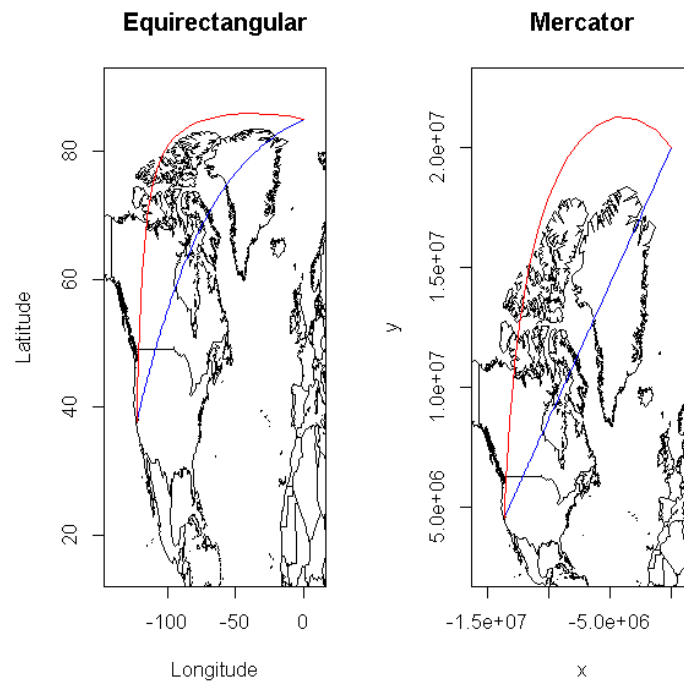 Equirectangular
Latitude
20
40
60
80
-100
-50
0
Longitude
Mercator
y
5.0e+06
1.0e+07
1.5e+07
2.0e+07
-1.5e+07
-5.0e+06
x